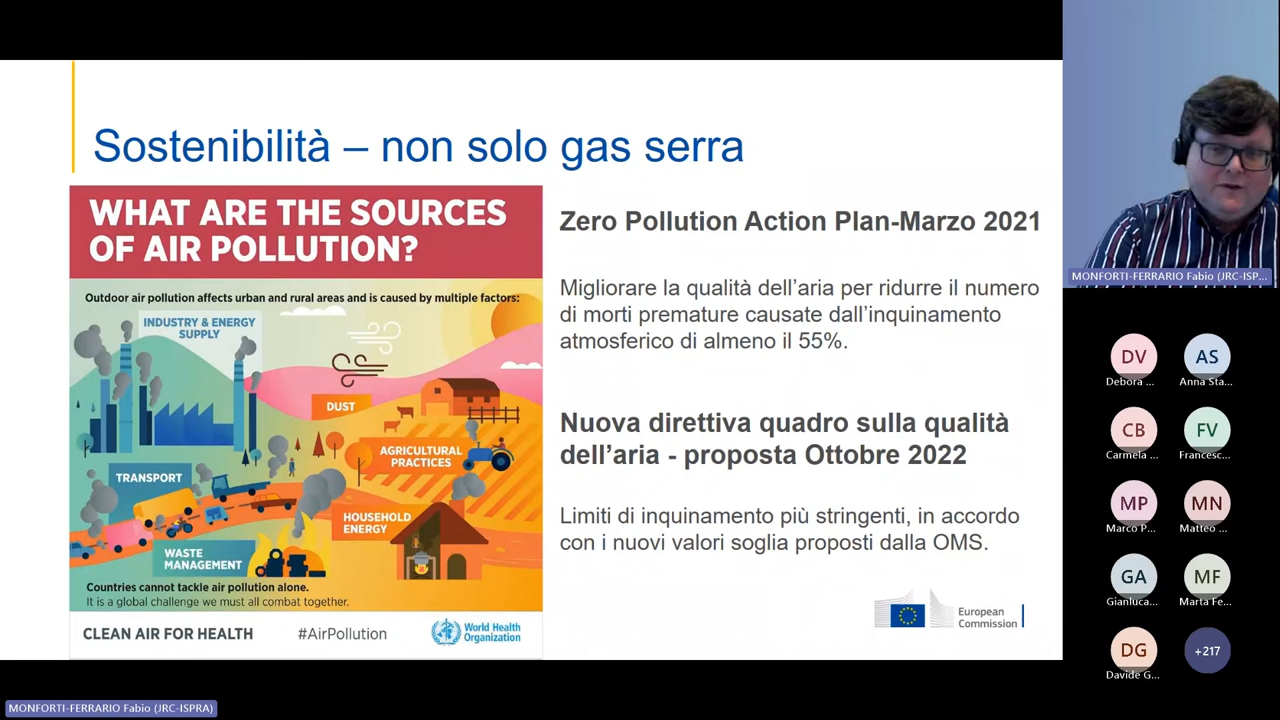 Sostenibilità – non solo gas serra
WHAT ARE THE SOURCES
OF AIR POLLUTION?
Outdoor air pollution affects urban and rural areas and is caused by multiple factors:
INDUSTRY & ENERGY
SUPPLY
DUST
AGRICULTURAL
PRACTICES
TRANSPORT
HOUSEHOLD
ENERGY
WASTE
MANAGEMENT
Countries cannot tackle air pollution alone.
It is a global challenge we must all combat together.
CLEAN AIR FOR HEALTH
#AirPollution
World Health
Organization
Zero Pollution Action Plan-Marzo 2021
Migliorare la qualità dell’aria per ridurre il numero
di morti premature causate dall’inquinamento
atmosferico di almeno il 55%.
Nuova direttiva quadro sulla qualità
dell’aria - proposta Ottobre 2022
Limiti di inquinamento più stringenti, in accordo
con i nuovi valori soglia proposti dalla OMS.
European
Commission
MONFORTI-FERRARIO Fabio (JRC-ISP...
DV
AS
Debora ...
Anna Sta...
CB
FV
Carmela ...
Francesc...
MP
MN
Marco P...
Matteo ...
GA
MF
Gianluca...
Marta Fe...
DG
+217
Davide G...
MONFORTI-FERRARIO Fabio (JRC-ISPRA)